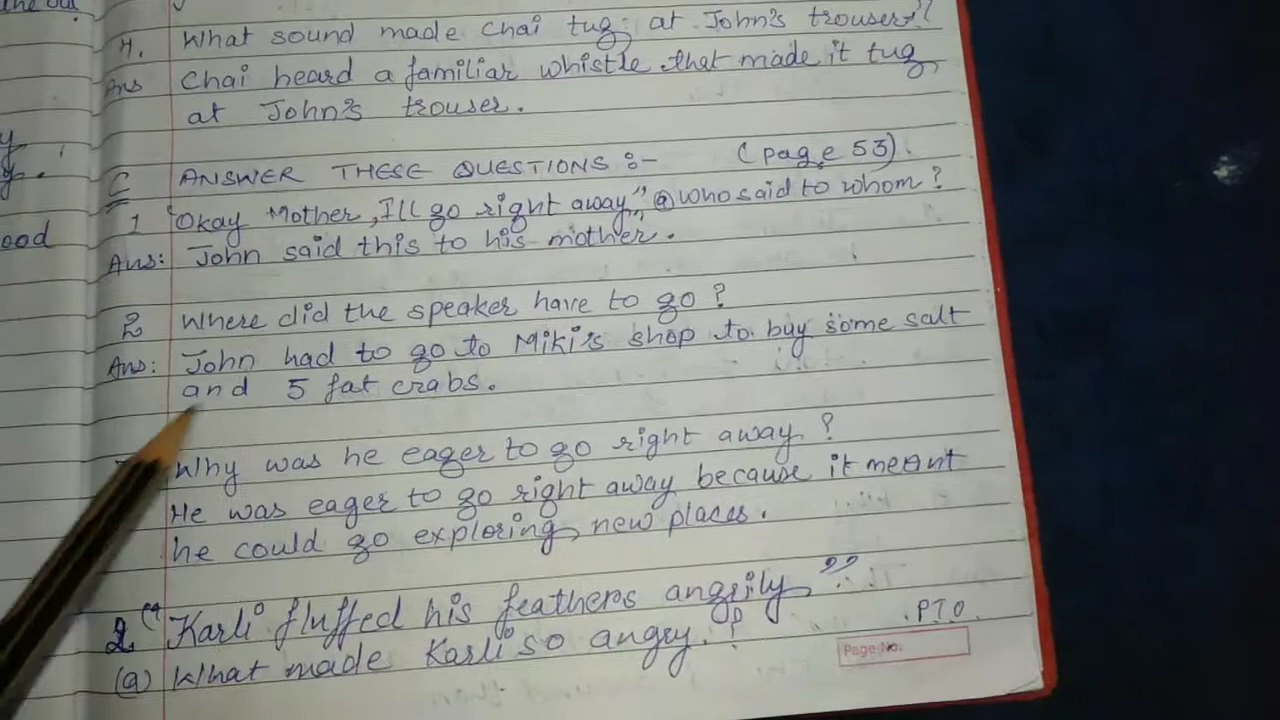 the out
H. What sound made Chai tug at John's trouser?
Ans Chai heard a familiar whistle that made it tug
at John's trouser.
C ANSWER THESE QUESTIONS :- (page 53).
1 "Okay Mother, I'll go right away," @ who said to whom?
Ans: John said this to his mother.
ood
2 Where did the speaker have to go?
Ans: John had to go to Miki's shop to buy some salt
and 5 fat crabs.
Why was he eager to go right away?
He was eager to go right away because it meant
he could go exploring new places.
2 "Karli fluffed his feathers angrily."
(a) What made Karli so angry.?
P.T.O.
Page No.